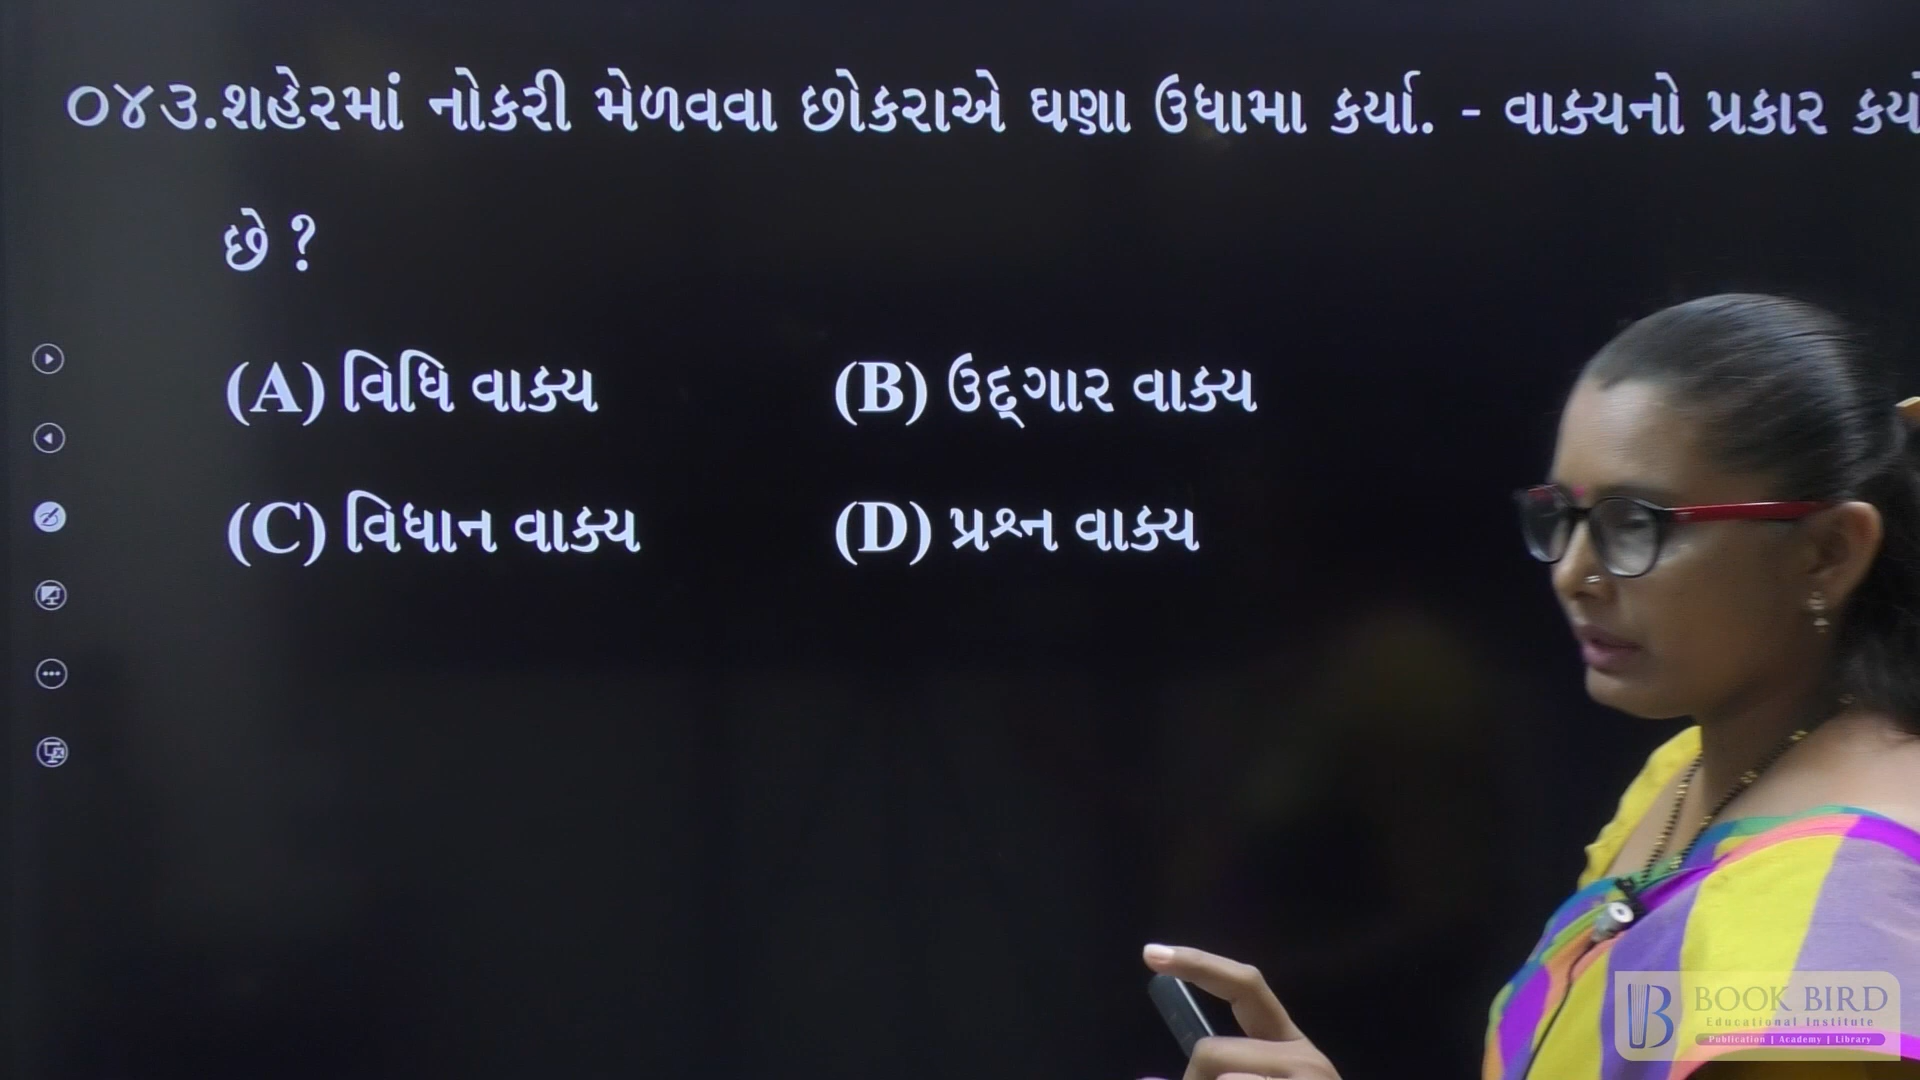 ૦૪૩.શહેરમાં નોકરી મેળવવા છોકરાએ ઘણા ઉધામા કર્યા. - વાક્યનો પ્રકાર કયો
છે ?
(A) વિધિ વાક્ય (B) ઉદ્‌ગાર વાક્ય
(C) વિધાન વાક્ય (D) પ્રશ્ન વાક્ય
BOOK BIRD
Educational Institute
Publication | Academy | Library